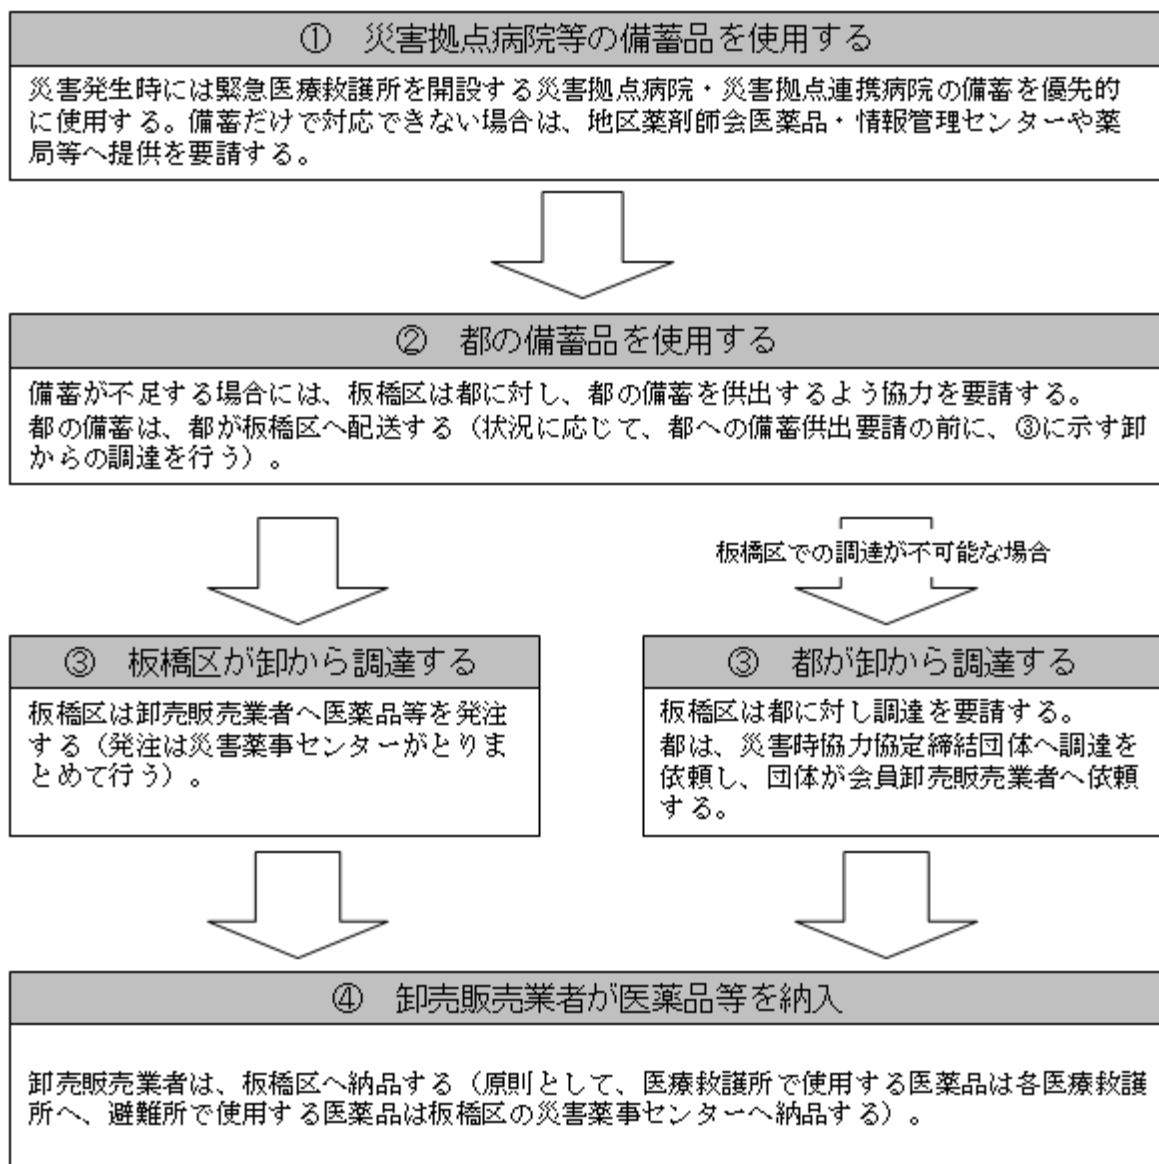 ① 災害拠点病院等の備蓄品を使用する
災害発生時には緊急医療救護所を開設する災害拠点病院・災害拠点連携病院の備蓄を優先的
に使用する。備蓄だけで対応できない場合は、地区薬剤師会医薬品・情報管理センターや薬
局等へ提供を要請する。
② 都の備蓄品を使用する
備蓄が不足する場合には、板橋区は都に対し、都の備蓄を供出するよう協力を要請する。
都の備蓄は、都が板橋区へ配送する（状況に応じて、都への備蓄供出要請の前に、③に示す卸
からの調達を行う）。
板橋区での調達が不可能な場合
③ 板橋区が卸から調達する
板橋区は卸売販売業者へ医薬品等を発注
する（発注は災害薬事センターがとりま
とめて行う）。
③ 都が卸から調達する
板橋区は都に対し調達を要請する。
都は、災害時協力協定締結団体へ調達を
依頼し、団体が会員卸売販売業者へ依頼
する。
④ 卸売販売業者が医薬品等を納入
卸売販売業者は、板橋区へ納品する（原則として、医療救護所で使用する医薬品は各医療救護
所へ、避難所で使用する医薬品は板橋区の災害薬事センターへ納品する）。